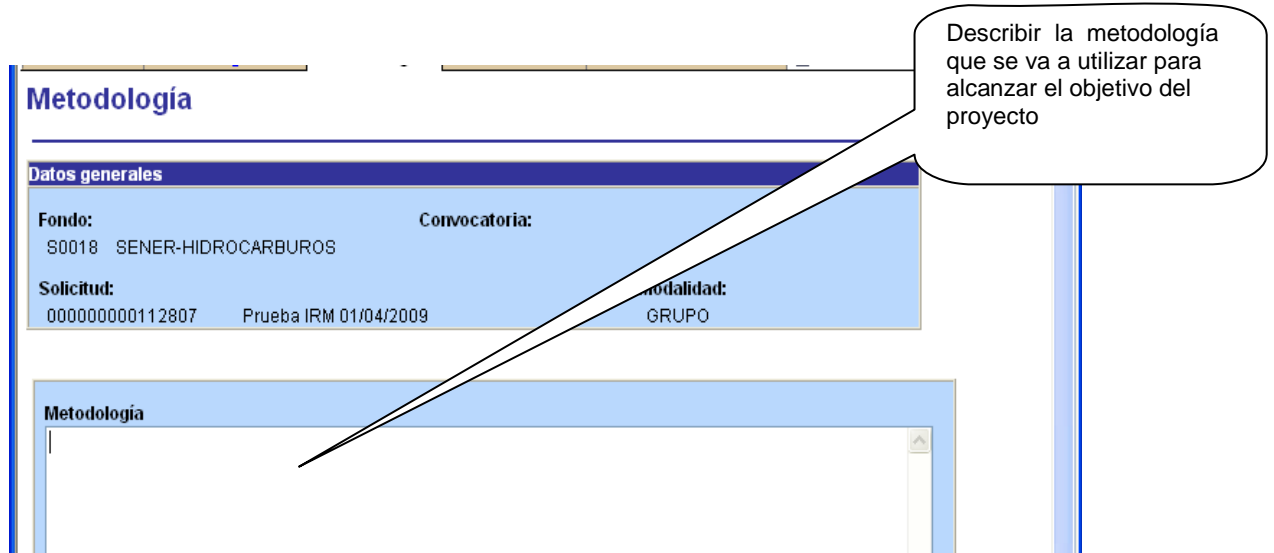 Describir la metodología
que se va a utilizar para
alcanzar el objetivo del
proyecto
Metodología
Datos generales
Fondo: Convocatoria:
S0018 SENER-HIDROCARBUROS
Solicitud: Modalidad:
000000000112807 Prueba IRM 01/04/2009 GRUPO
Metodología